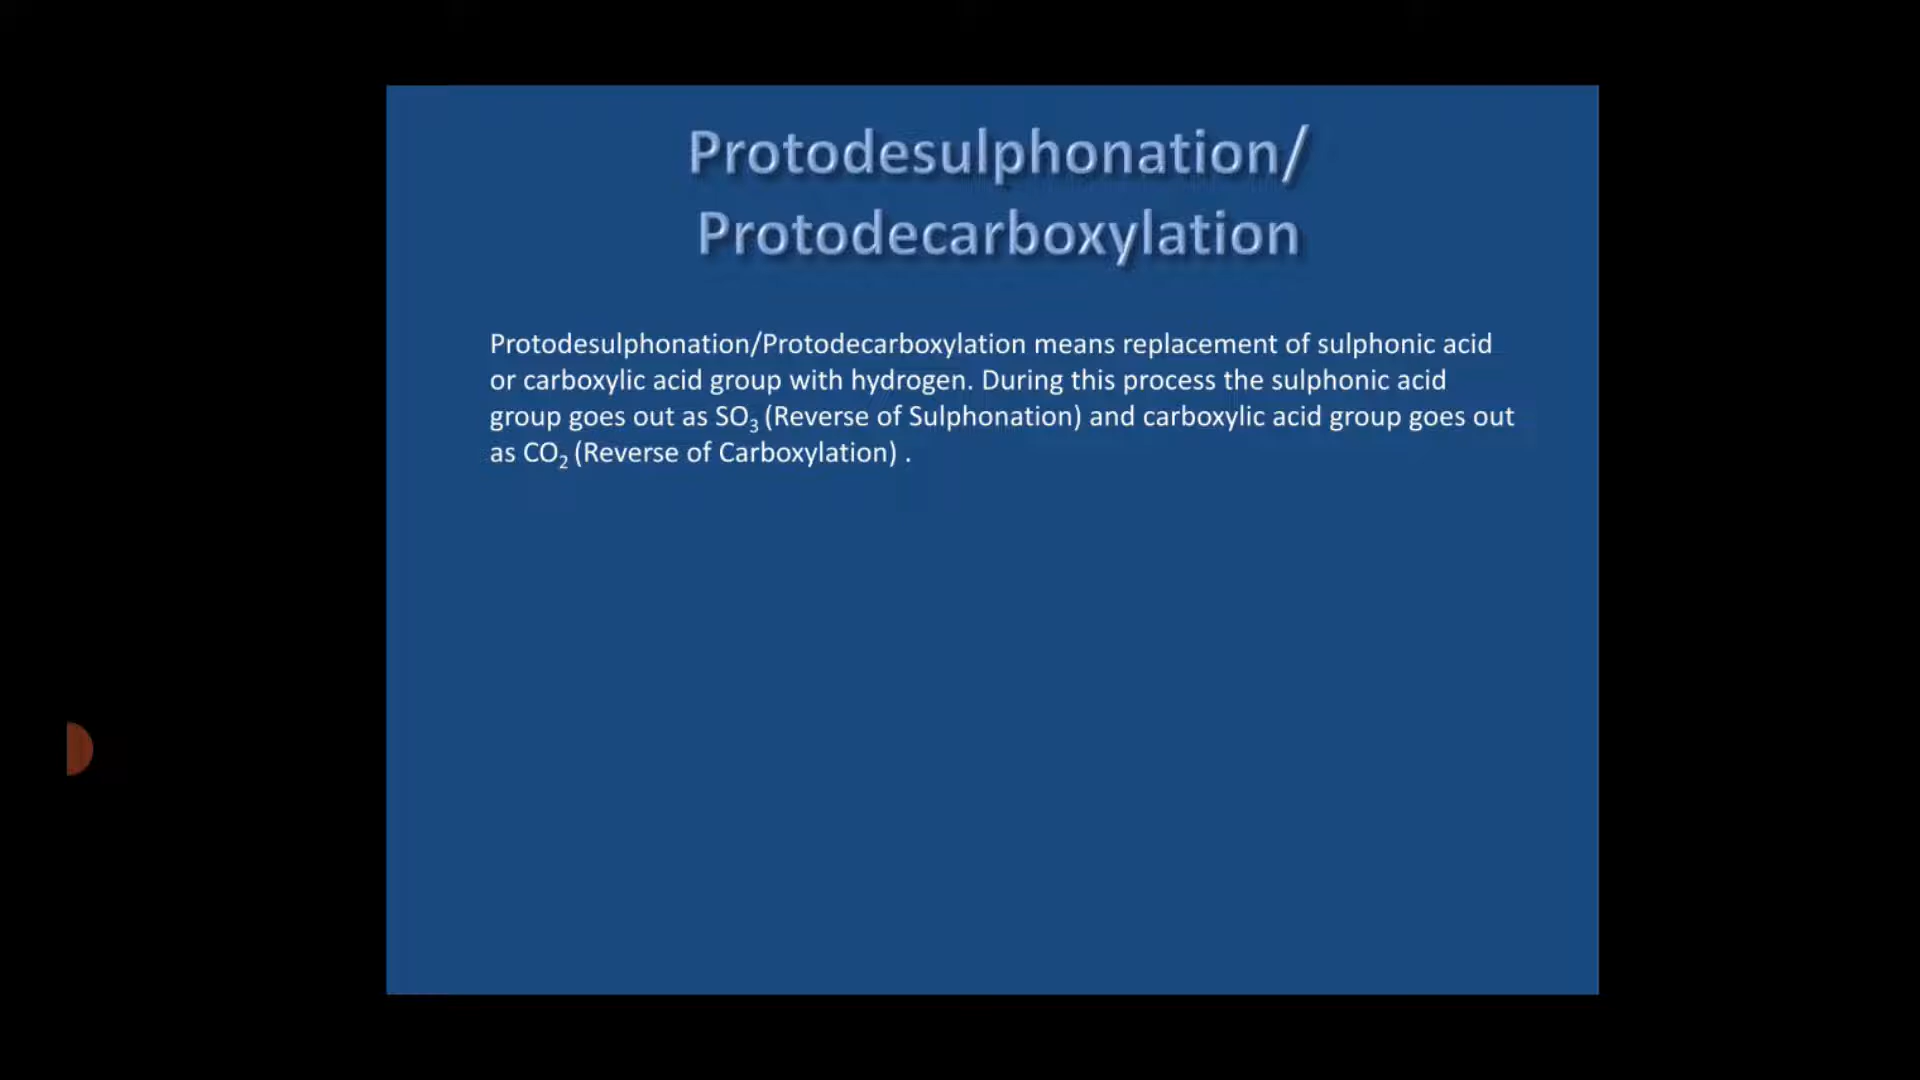 Protodesulphonation/
Protodecarboxylation
Protodesulphonation/Protodecarboxylation means replacement of sulphonic acid
or carboxylic acid group with hydrogen. During this process the sulphonic acid
group goes out as SO₃ (Reverse of Sulphonation) and carboxylic acid group goes out
as CO₂ (Reverse of Carboxylation) .